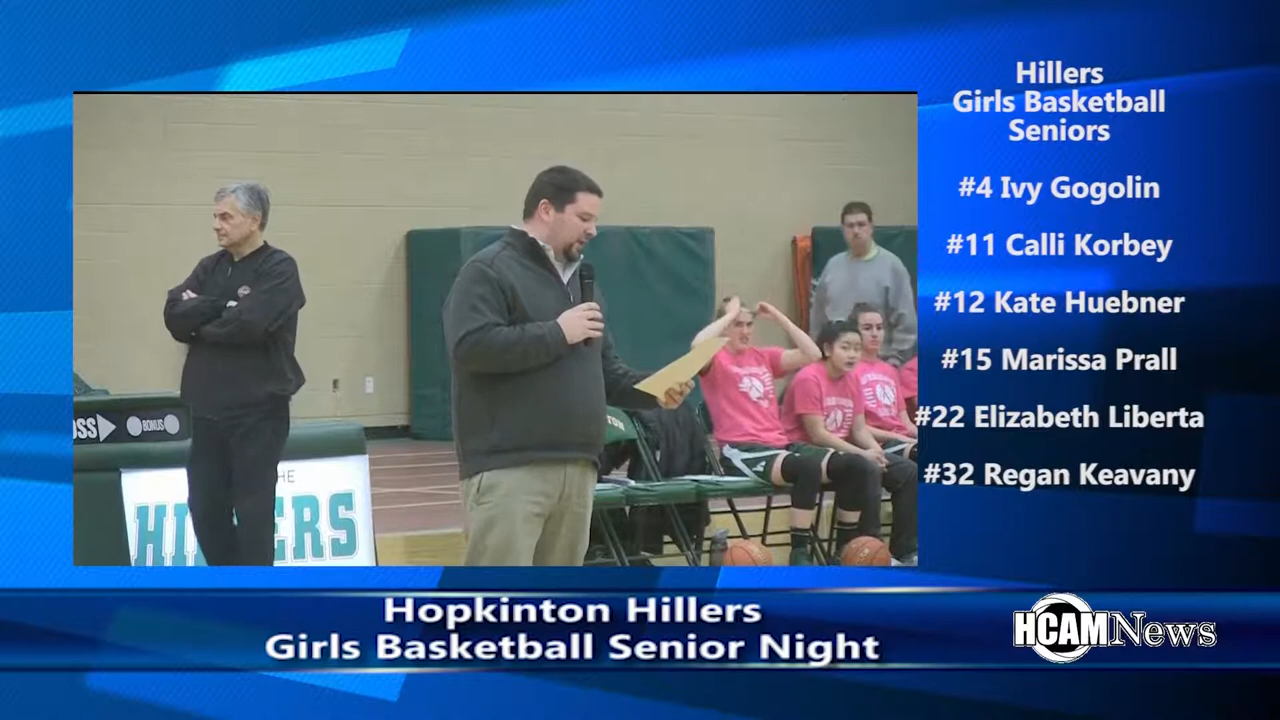 Hillers
Girls Basketball
Seniors
#4 Ivy Gogolin
#11 Calli Korbey
#12 Kate Huebner
#15 Marissa Prall
#22 Elizabeth Liberta
#32 Regan Keavany
BONUS
Hopkinton Hillers
Girls Basketball Senior Night
HCAMNews